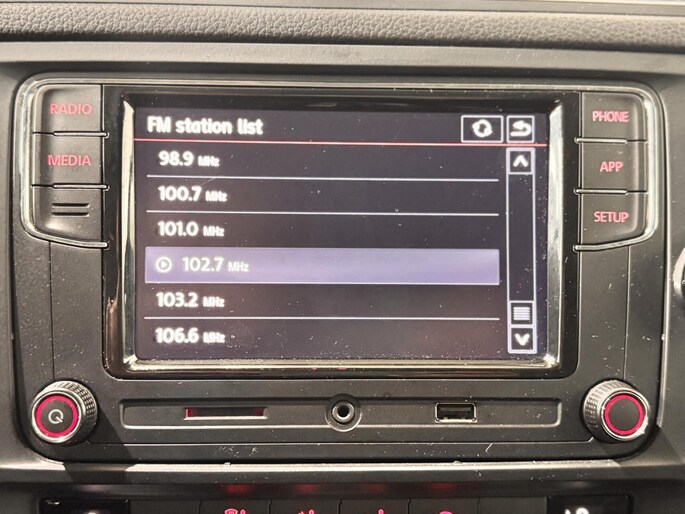 RADIO
MEDIA
FM station list
98.9 MHz
100.7 MHz
101.0 MHz
102.7 MHz
103.2 MHz
106.6 MHz
PHONE
APP
SETUP